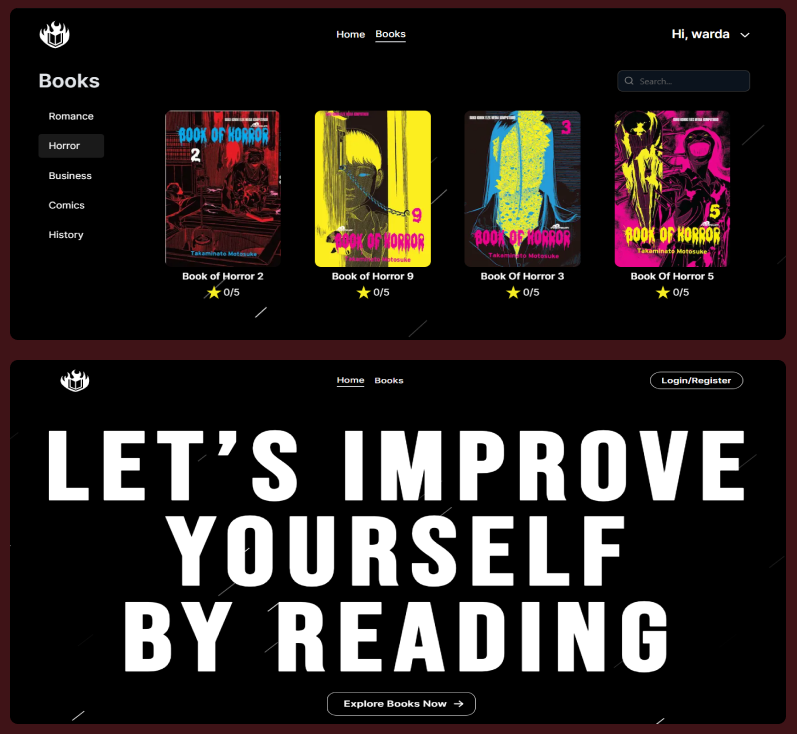 Home Books
Hi, warda
Books
Search...
Romance
Horror
Business
Comics
History
BOOK OF HORROR
2
Takaminato Motosuke
9
BOOK OF HORROR
Takaminato Motosuke
3
BOOK OF HORROR
Takaminato Motosuke
5
BOOK OF HORROR
Takaminato Motosuke
Book of Horror 2
Book of Horror 9
Book Of Horror 3
Book Of Horror 5
0/5
0/5
0/5
0/5
Home Books
Login/Register
LET'S IMPROVE
YOURSELF
BY READING
Explore Books Now →